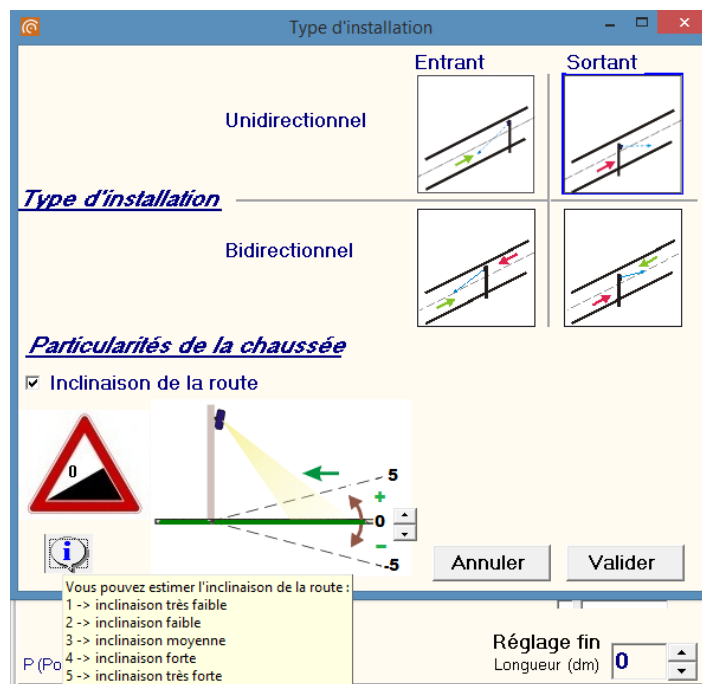 Type d'installation
Entrant
Sortant
Unidirectionnel
Type d'installation
Bidirectionnel
Particularités de la chaussée
Inclinaison de la route
0
5
+
0
-
-5
i
Annuler
Valider
Vous pouvez estimer l'inclinaison de la route :
1 -> inclinaison très faible
2 -> inclinaison faible
3 -> inclinaison moyenne
4 -> inclinaison forte
5 -> inclinaison très forte
P (Po
Réglage fin
Longueur (dm)
0